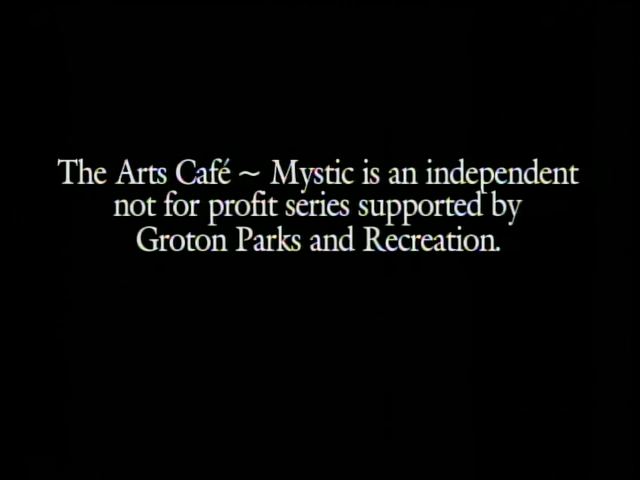 The Arts Café ~ Mystic is an independent
not for profit series supported by
Groton Parks and Recreation.